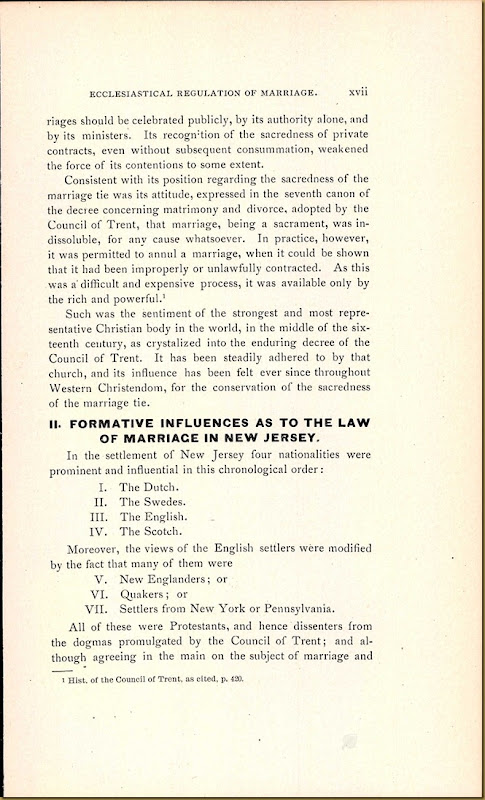 ECCLESIASTICAL REGULATION OF MARRIAGE. xvii
riages should be celebrated publicly, by its authority alone, and
by its ministers. Its recognition of the sacredness of private
contracts, even without subsequent consummation, weakened
the force of its contentions to some extent.
Consistent with its position regarding the sacredness of the
marriage tie was its attitude, expressed in the seventh canon of
the decree concerning matrimony and divorce, adopted by the
Council of Trent, that marriage, being a sacrament, was in-
dissoluble, for any cause whatsoever. In practice, however,
it was permitted to annul a marriage, when it could be shown
that it had been improperly or unlawfully contracted. As this
was a difficult and expensive process, it was available only by
the rich and powerful.¹
Such was the sentiment of the strongest and most repre-
sentative Christian body in the world, in the middle of the six-
teenth century, as crystalized into the enduring decree of the
Council of Trent. It has been steadily adhered to by that
church, and its influence has been felt ever since throughout
Western Christendom, for the conservation of the sacredness
of the marriage tie.
II. FORMATIVE INFLUENCES AS TO THE LAW
OF MARRIAGE IN NEW JERSEY.
In the settlement of New Jersey four nationalities were
prominent and influential in this chronological order:
I. The Dutch.
II. The Swedes.
III. The English.
IV. The Scotch.
Moreover, the views of the English settlers were modified
by the fact that many of them were
V. New Englanders; or
VI. Quakers; or
VII. Settlers from New York or Pennsylvania.
All of these were Protestants, and hence dissenters from
the dogmas promulgated by the Council of Trent; and al-
though agreeing in the main on the subject of marriage and
¹ Hist. of the Council of Trent, as cited, p. 420.